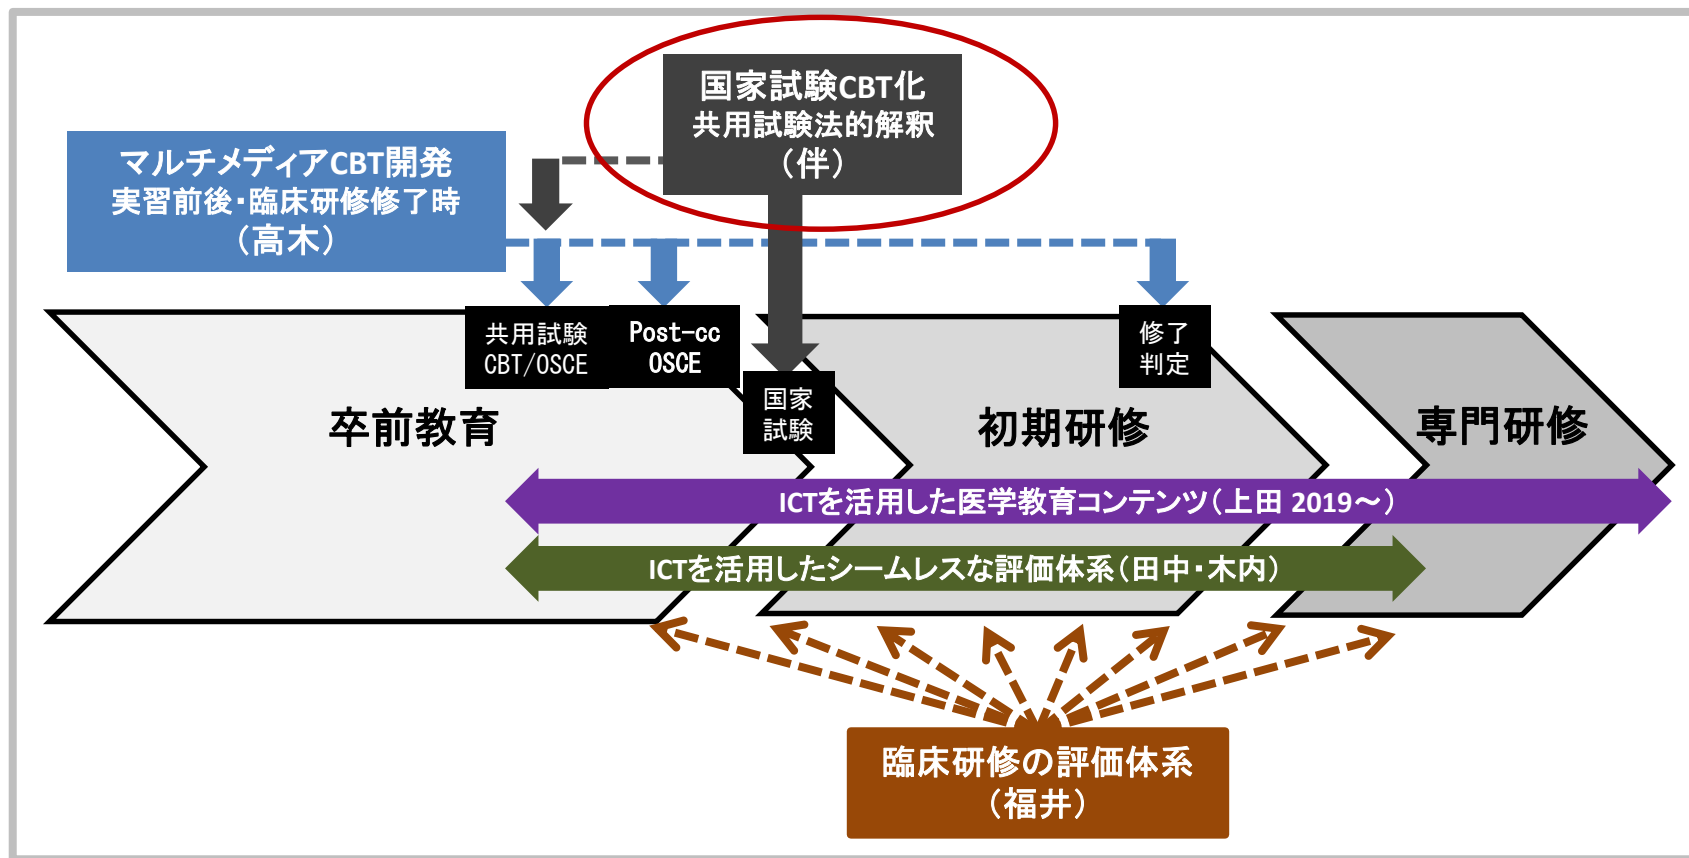 国家試験CBT化
共用試験法的解釈
（伴）
マルチメディアCBT開発
実習前後・臨床研修修了時
（高木）
共用試験
CBT/OSCE
Post-cc
OSCE
国家
試験
修了
判定
卒前教育
初期研修
専門研修
ICTを活用した医学教育コンテンツ（上田 2019～）
ICTを活用したシームレスな評価体系（田中・木内）
臨床研修の評価体系
（福井）